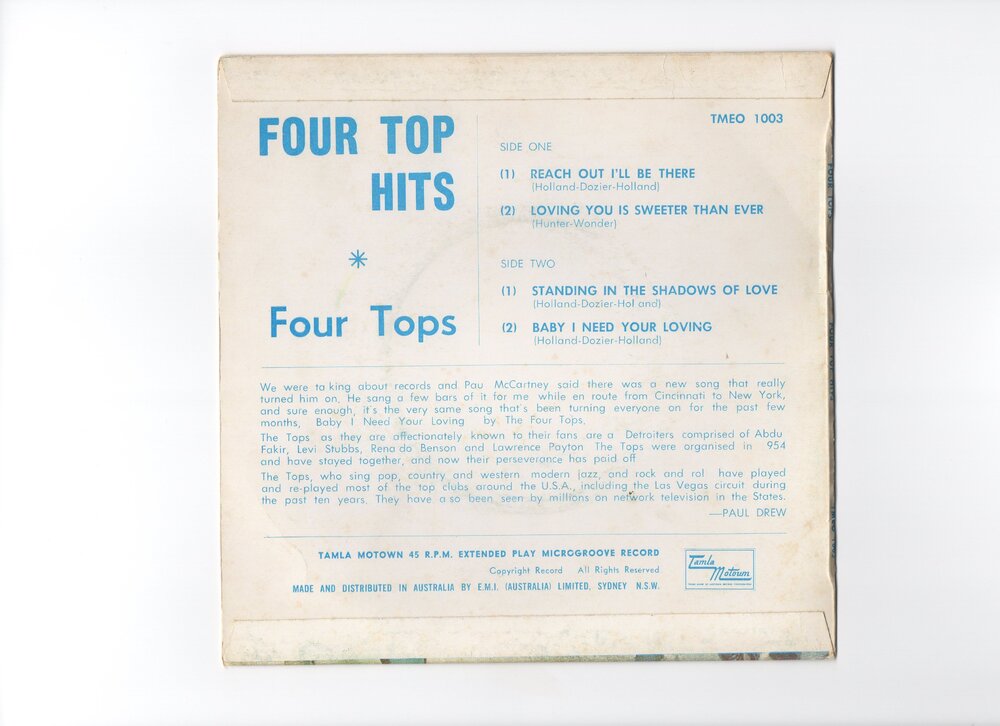 FOUR TOP
HITS
*
Four Tops
TMEO 1003
SIDE ONE
(1) REACH OUT I'LL BE THERE
(Holland-Dozier-Holland)
(2) LOVING YOU IS SWEETER THAN EVER
(Hunter-Wonder)
SIDE TWO
(1) STANDING IN THE SHADOWS OF LOVE
(Holland-Dozier-Hol and)
(2) BABY I NEED YOUR LOVING
(Holland-Dozier-Holland)
We were ta king about records and Pau McCartney said there was a new song that really
turned him on. He sang a few bars of it for me while en route from Cincinnati to New York,
and sure enough, it's the very same song that's been turning everyone on for the past few
months, Baby I Need Your Loving by The Four Tops.
The Tops as they are affectionately known to their fans are a Detroiters comprised of Abdu
Fakir, Levi Stubbs, Rena do Benson and Lawrence Payton The Tops were organised in 954
and have stayed together, and now their perseverance has paid off
The Tops, who sing pop, country and western modern jazz, and rock and rol have played
and re-played most of the top clubs around the U.S.A., including the Las Vegas circuit during
the past ten years. They have a so been seen by millions on network television in the States.
—PAUL DREW
TAMLA MOTOWN 45 R.P.M. EXTENDED PLAY MICROGROOVE RECORD
Copyright Record All Rights Reserved
MADE AND DISTRIBUTED IN AUSTRALIA BY E.M.I. (AUSTRALIA) LIMITED, SYDNEY N.S.W.
Tamla
Motown